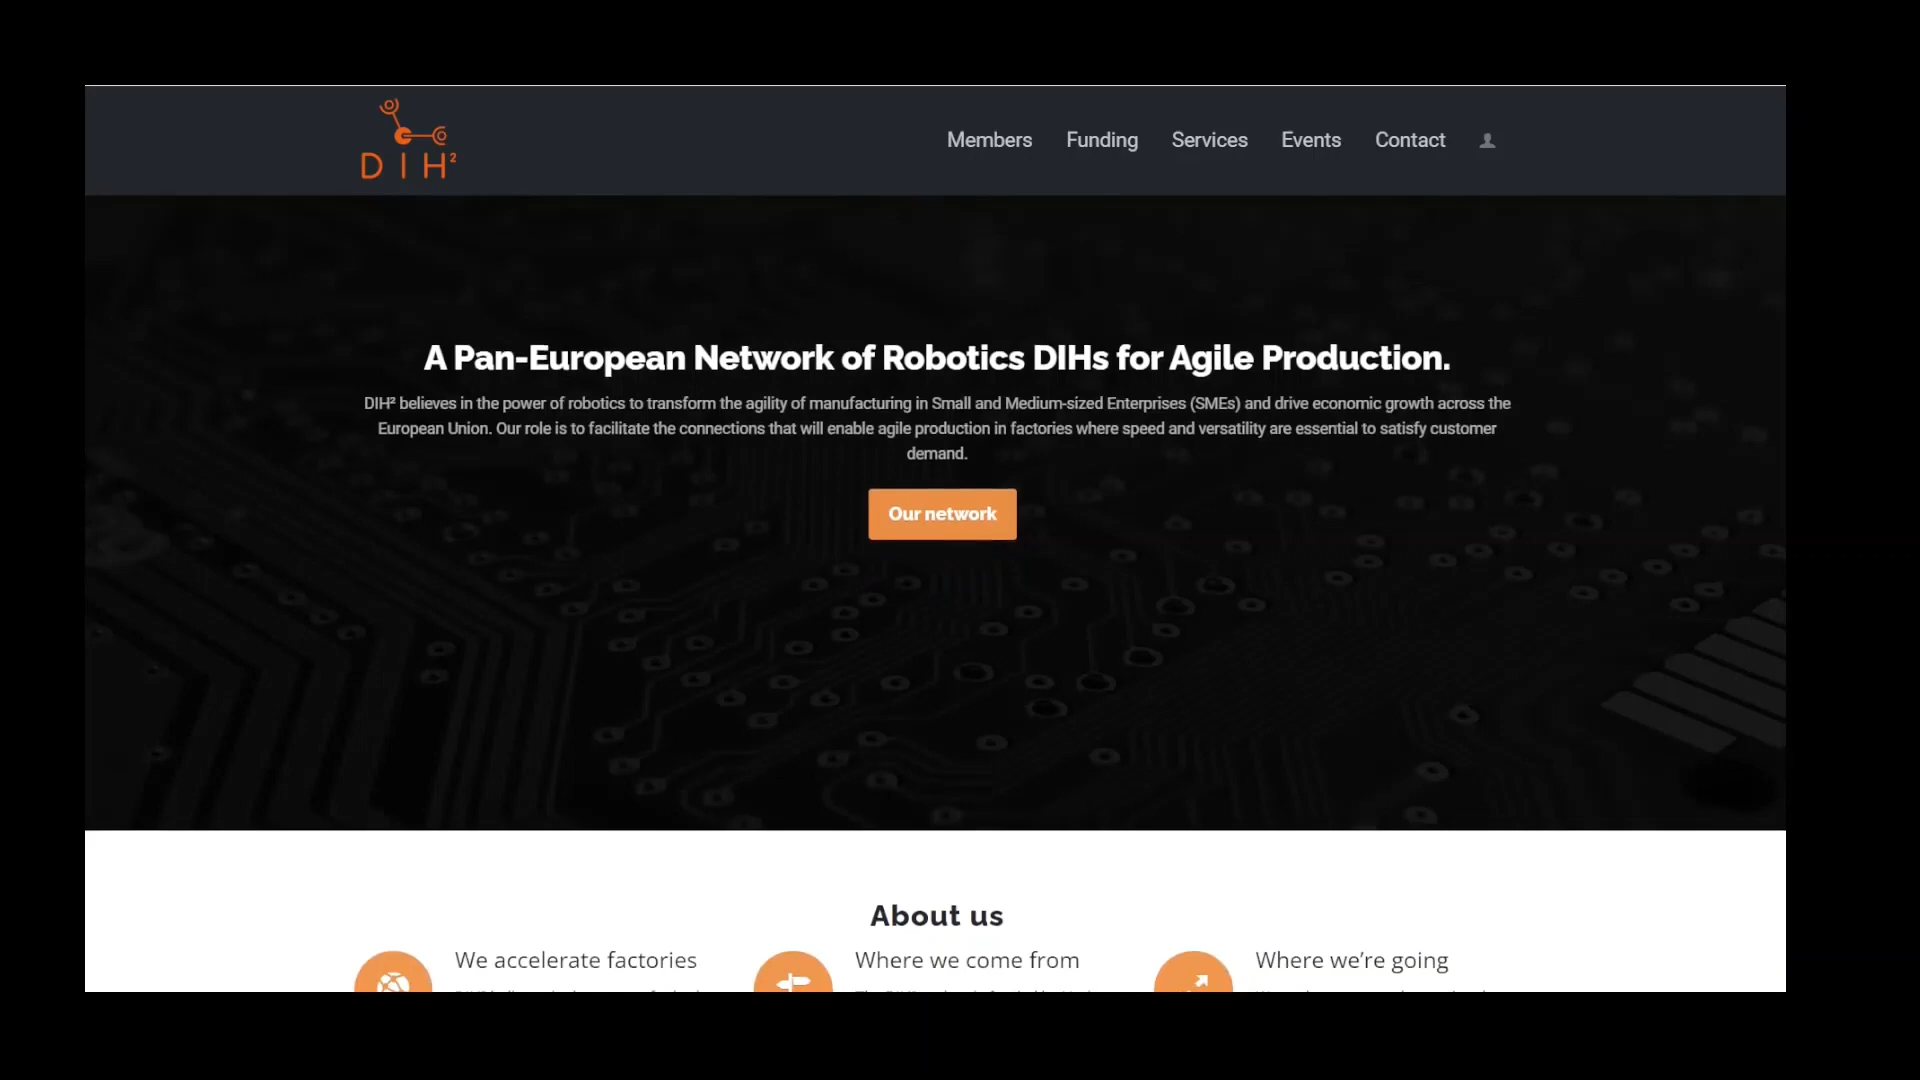 DIH²
Members Funding Services Events Contact
A Pan-European Network of Robotics DIHs for Agile Production.
DIH² believes in the power of robotics to transform the agility of manufacturing in Small and Medium-sized Enterprises (SMEs) and drive economic growth across the
European Union. Our role is to facilitate the connections that will enable agile production in factories where speed and versatility are essential to satisfy customer
demand.
Our network
About us
We accelerate factories
Where we come from
Where we’re going